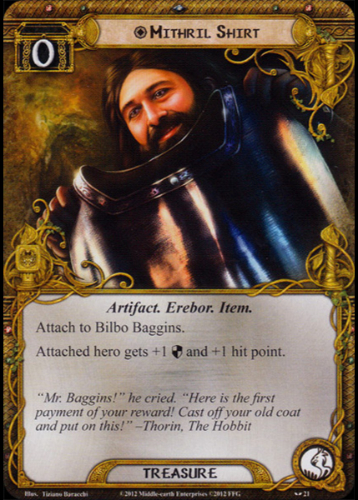 0
Mithril Shirt
Artifact. Erebor. Item.
Attach to Bilbo Baggins.
Attached hero gets +1 and +1 hit point.
“Mr. Baggins!” he cried. “Here is the first
payment of your reward! Cast off your old coat
and put on this!” –Thorin, The Hobbit
TREASURE
Illus. Tiziano Baracchi ©2012 Middle-earth Enterprises ©2012 FFG 21